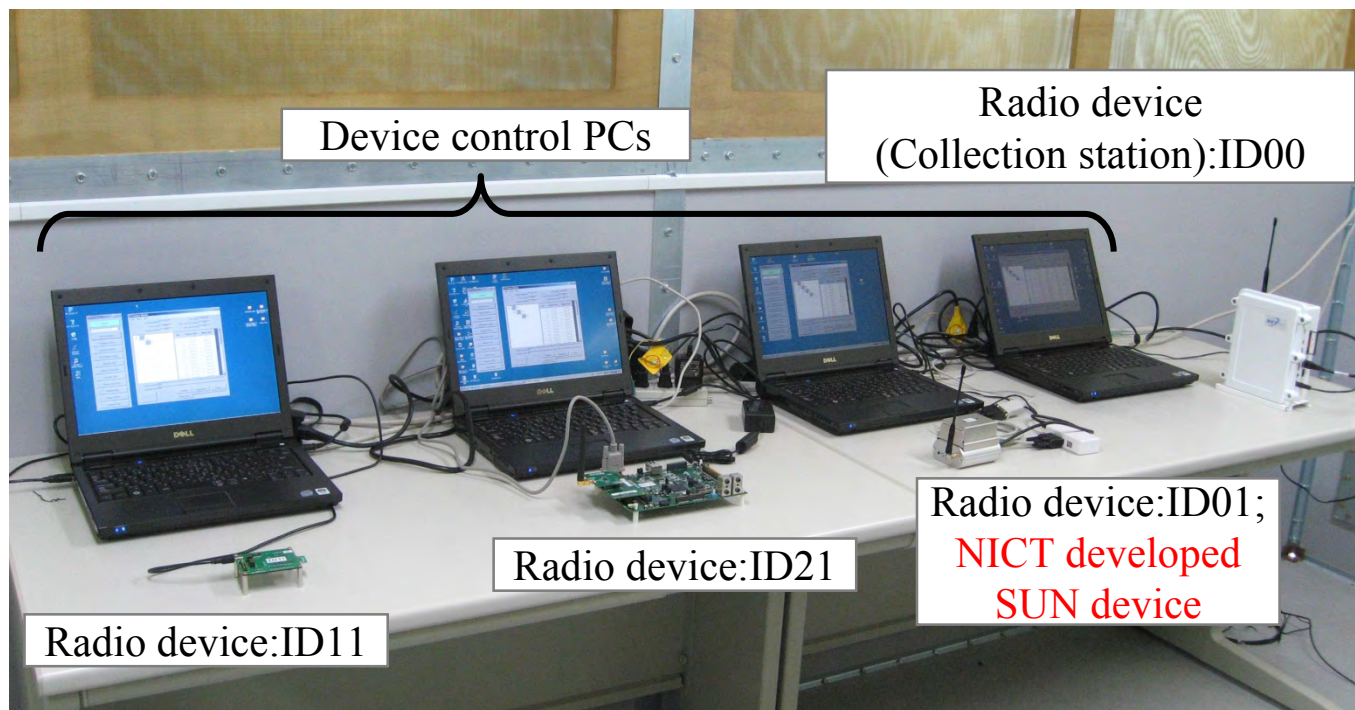 Device control PCs
Radio device
(Collection station):ID00
DELL
DELL
DELL
DELL
Radio device:ID01;
NICT developed
SUN device
Radio device:ID21
Radio device:ID11